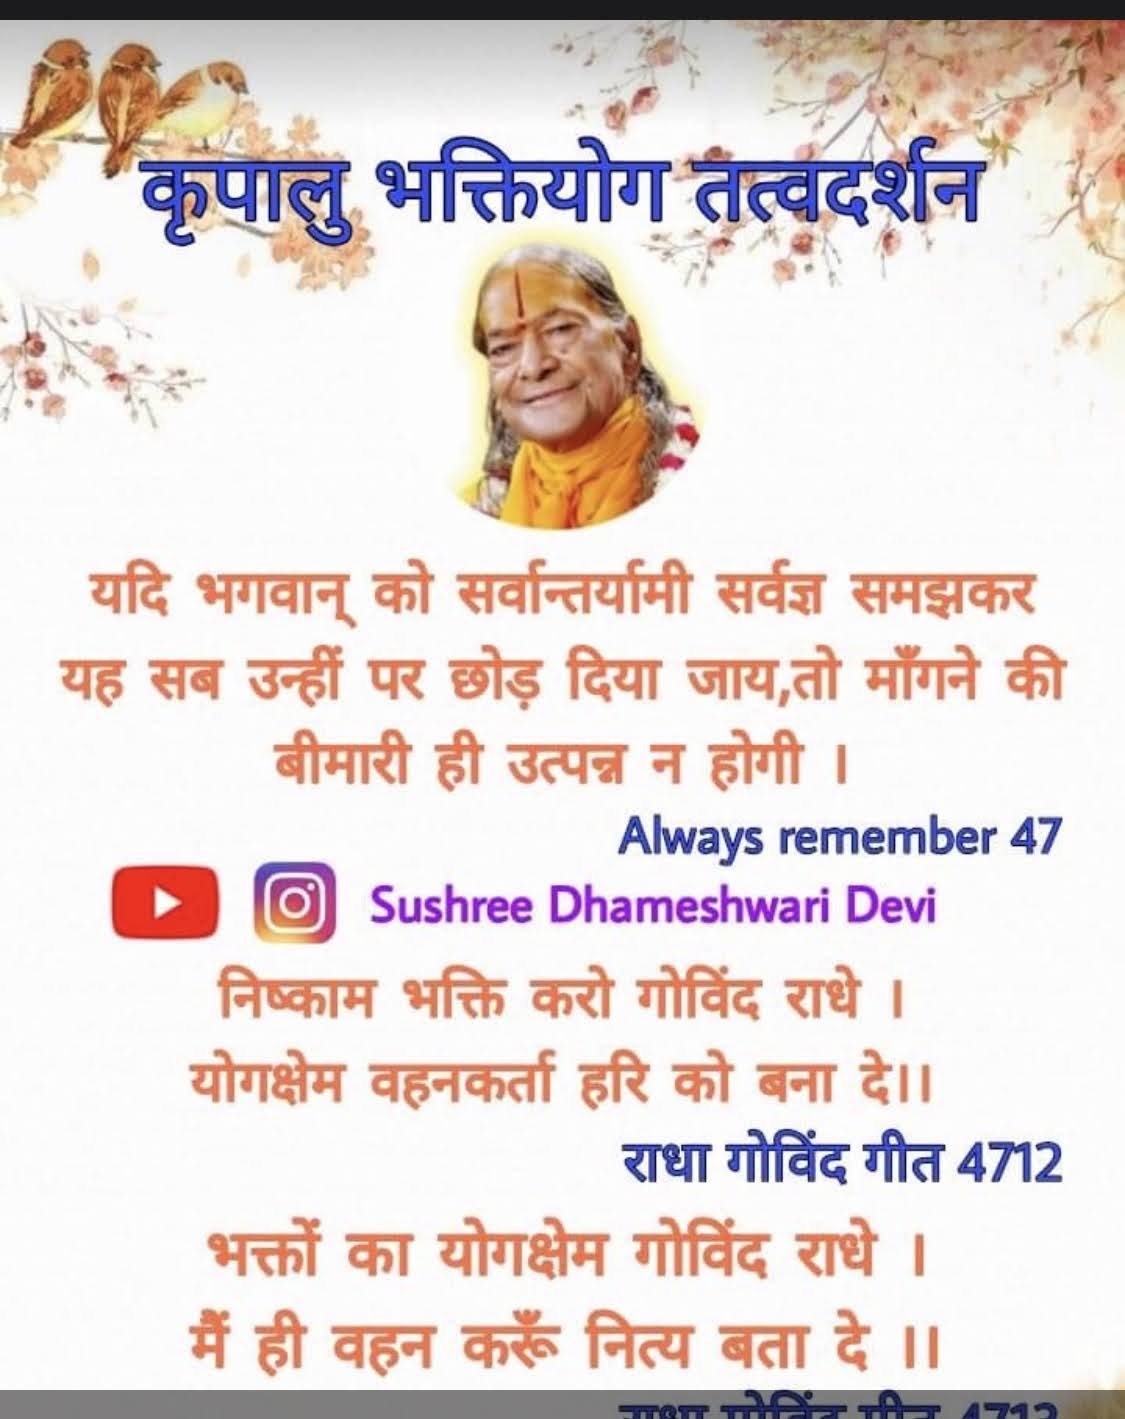 कृपालु भक्तियोग तत्वदर्शन
यदि भगवान् को सर्वान्तर्यामी सर्वज्ञ समझकर
यह सब उन्हीं पर छोड़ दिया जाय,तो माँगने की
बीमारी ही उत्पन्न न होगी ।
Always remember 47
Sushree Dhameshwari Devi
निष्काम भक्ति करो गोविंद राधे ।
योगक्षेम वहनकर्ता हरि को बना दे।।
राधा गोविंद गीत 4712
भक्तों का योगक्षेम गोविंद राधे ।
मैं ही वहन करूँ नित्य बता दे ।।
राधा गोविंद गीत 4713